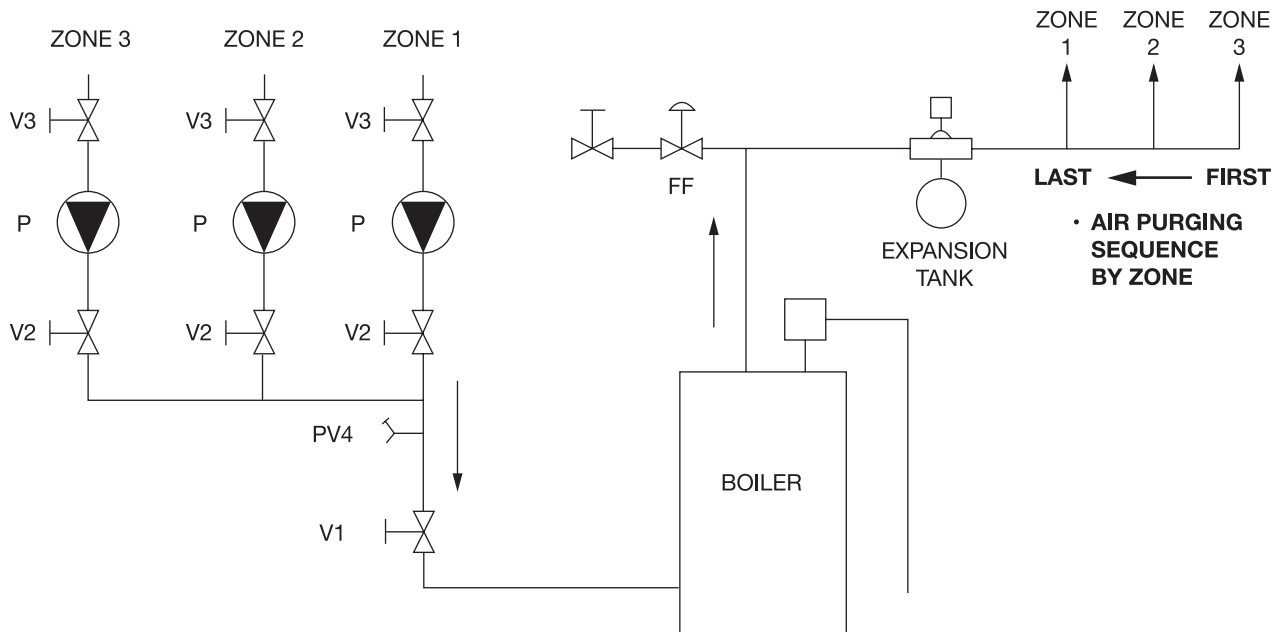 ZONE 3
ZONE 2
ZONE 1
ZONE
1
ZONE
2
ZONE
3
V3
V3
V3
FF
LAST
FIRST
P
P
P
· AIR PURGING
SEQUENCE
BY ZONE
EXPANSION
TANK
V2
V2
V2
PV4
BOILER
V1